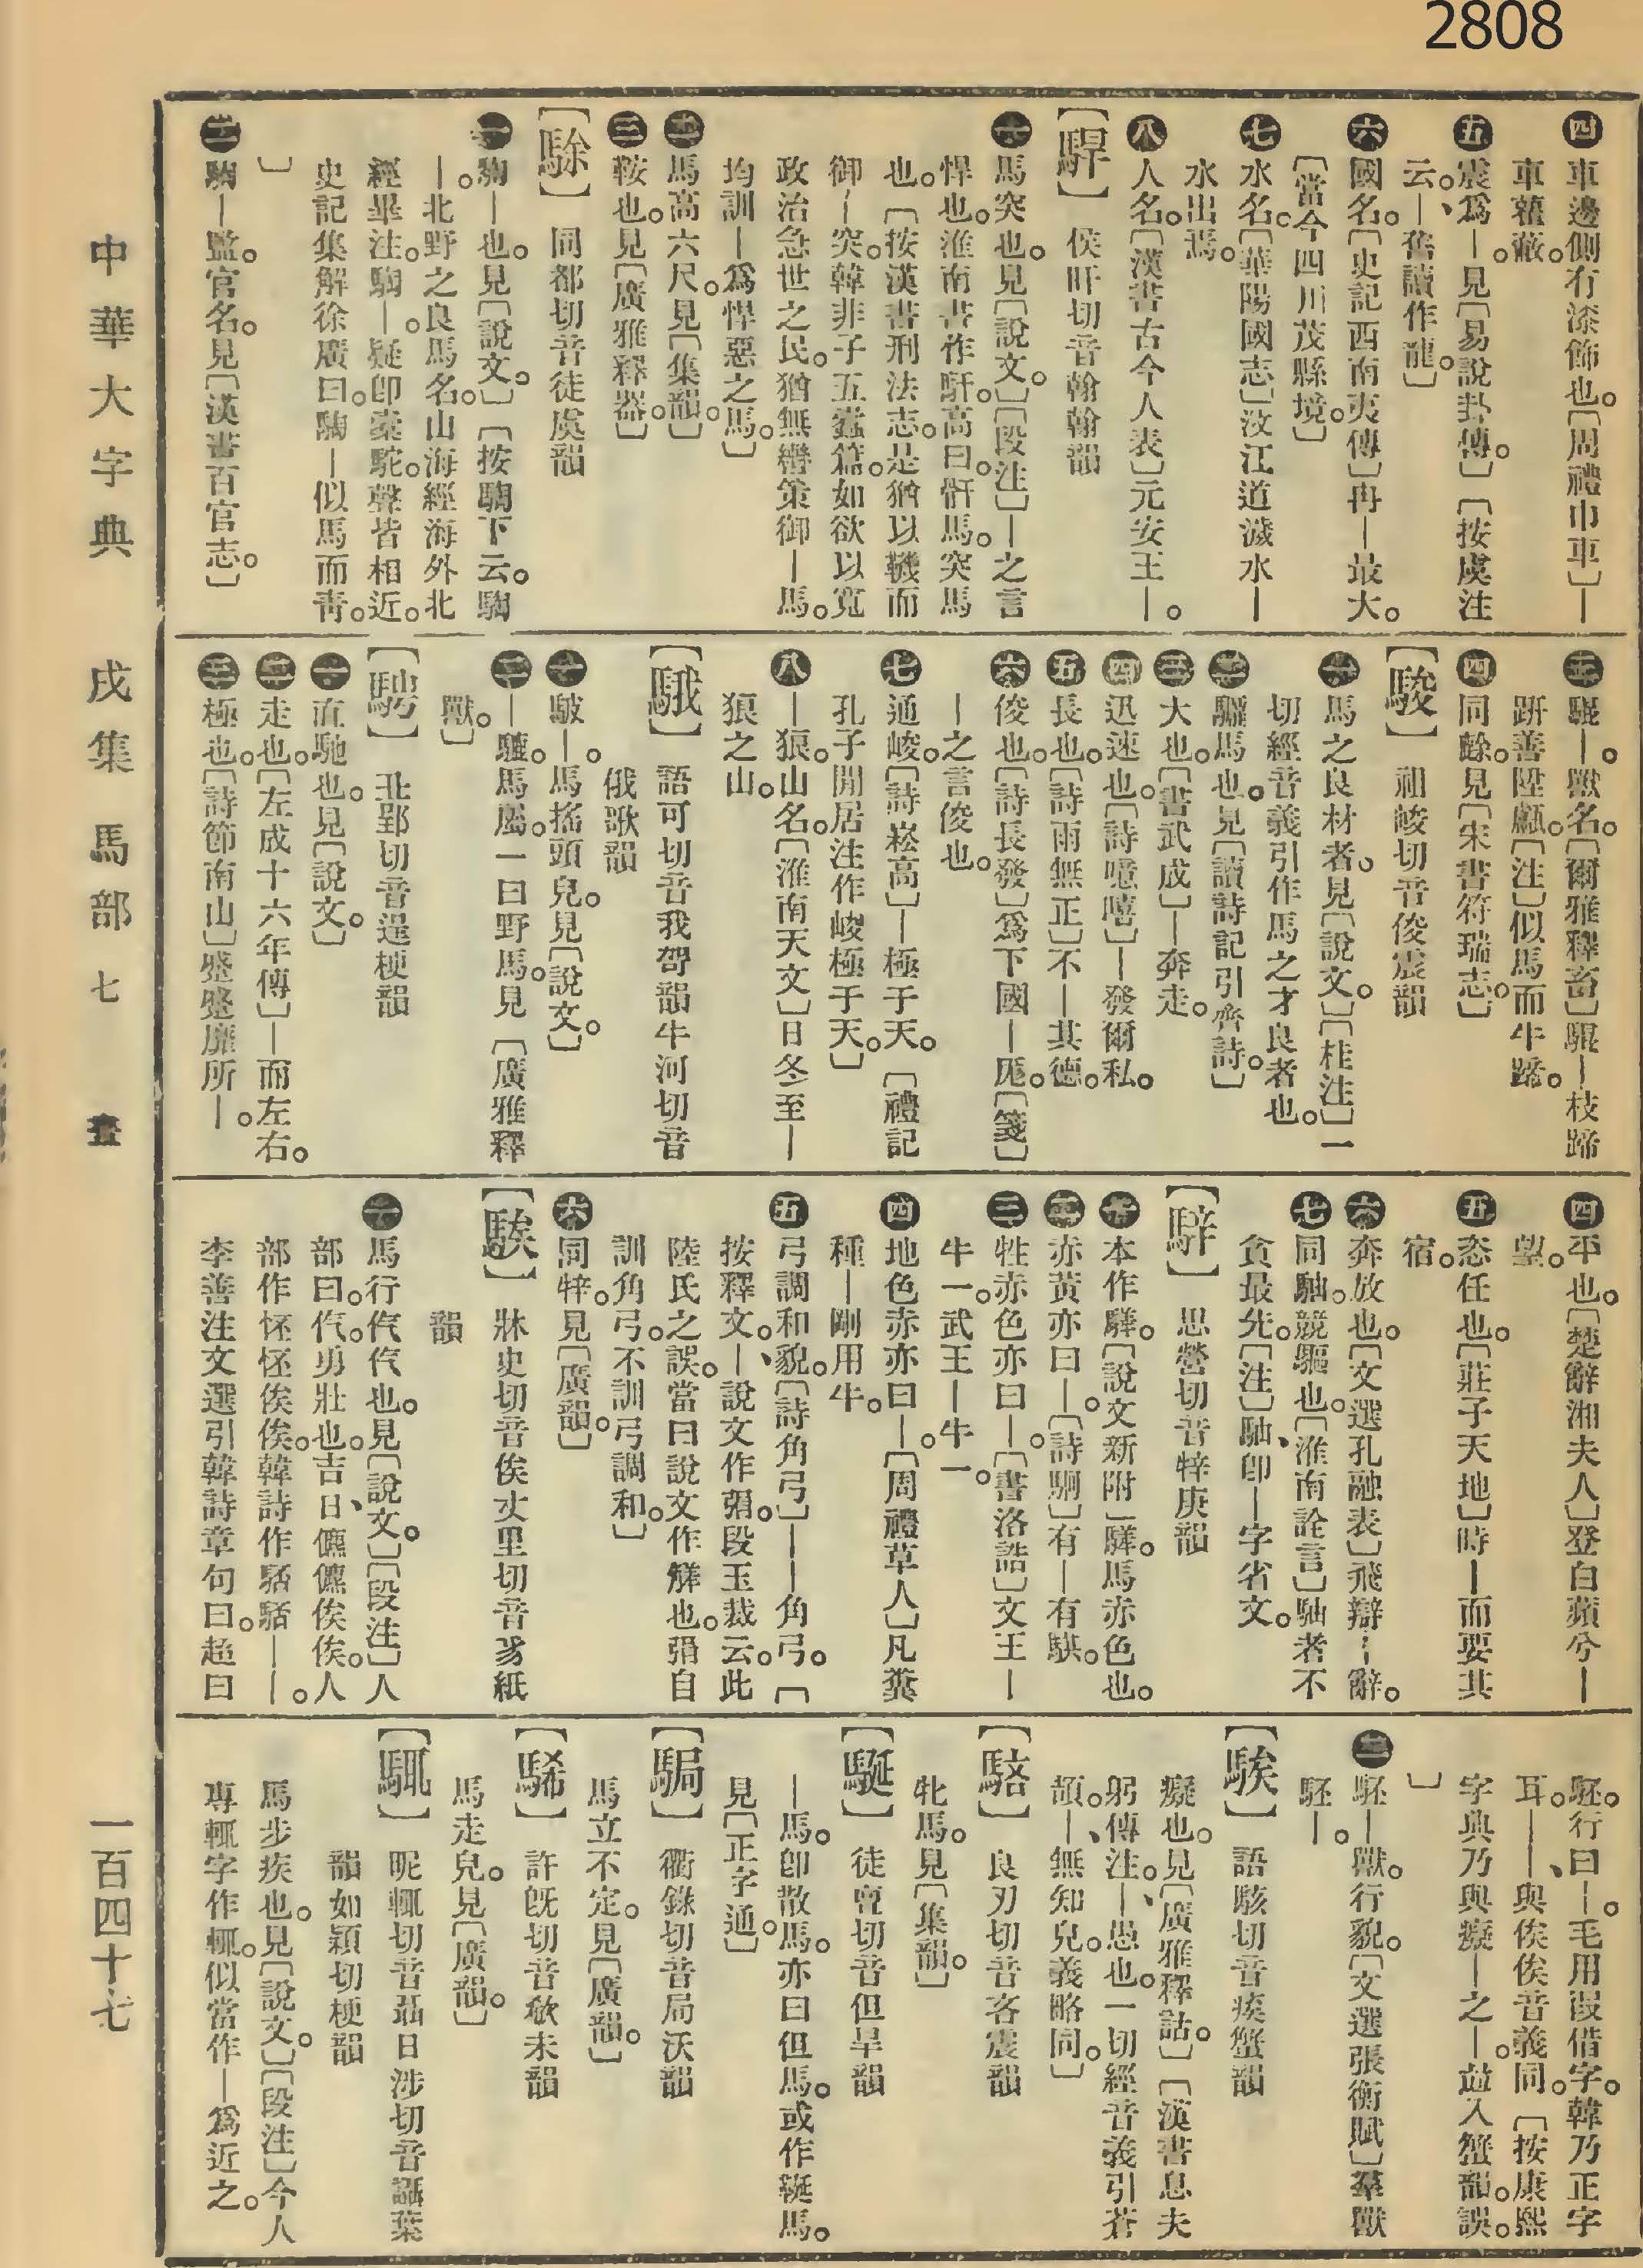 2808
四 車邊側有漆飾也。〔周禮巾車〕—
車雚蔽。
五 震爲—。見〔易說卦傳。〕〔按虞注
云、—舊讀作龍。〕
六 國名。〔史記西南夷傳〕冉—最大。
〔當今四川茂縣境。〕
七 水名。〔華陽國志〕汶江道濊水—
水出焉。
八 人名。〔漢書古今人表〕元安王—。
〔駻〕 侯旰切音翰翰韻
一 馬突也。見〔說文。〕〔段注〕—之言
悍也。淮南書作馯。高曰。馯馬。突馬
也。〔按漢書刑法志。是猶以鞿而
御—突。韓非子五蠹篇。如欲以寬
政治急世之民。猶無轡策御—馬。
均訓—爲悍惡之馬。〕
二 馬高六尺。見〔集韻。〕
三 鞍也。見〔廣雅釋器。〕
〔駼〕 同都切音徒虞韻
一 騊—也。見〔說文。〕〔按騊下云。騊
—。北野之良馬名。山海經海外北
經畢注。騊—。疑卽橐駝。聲皆相近。
史記集解徐廣曰。騊—似馬而靑。
〕
二 騊—監。官名。見〔漢書百官志。〕
三 騉—。獸名。〔爾雅釋畜〕騉—枝蹄
趼善陞甗。〔注〕似馬而牛蹄。
四 同䮷。見〔宋書符瑞志。〕
〔駿〕 祖峻切音俊震韻
一 馬之良材者。見〔說文。〕〔桂注〕一
切經音義引作馬之才良者也。
二 驪馬也。見〔讀詩記引齊詩。〕
三 大也。〔書武成〕—奔走。
四 迅速也。〔詩噫嘻〕—發爾私。
五 長也。〔詩雨無正〕不—其德。
六 俊也。〔詩長發〕爲下國—厖。〔箋〕
—之言俊也。
七 通峻。〔詩崧高〕—極于天。〔禮記
孔子閒居注作峻極于天。〕
八 —狼。山名。〔淮南天文〕日冬至—
狼之山。
〔䮘〕 語可切音我哿韻牛河切音
俄歌韻
一 駊—。馬搖頭皃。見〔說文。〕
二 —驢。馬屬。一曰野馬。見〔廣雅釋
獸。〕
〔騁〕 丑郢切音逞梗韻
一 直馳也。見〔說文。〕
二 走也。〔左成十六年傳〕—而左右。
三 極也。〔詩節南山〕蹙蹙靡所—。
四 平也。〔楚辭湘夫人〕登白蘋兮—
望。
五 恣任也。〔莊子天地〕時—而要其
宿。
六 奔放也。〔文選孔融表〕飛辯—辭。
七 同䮆。競驅也。〔淮南詮言〕䮆者不
貪最先。〔注〕䮆、卽—字省文。
〔騂〕 思營切音牸庚韻
一 本作驊。〔說文新附〕驊。馬赤色也。
二 赤黃亦曰—。〔詩駉〕有—有騏。
三 牲赤色亦曰—。〔書洛誥〕文王—
牛一。武王—牛一。
四 地色赤亦曰—。〔周禮草人〕凡糞
種—剛用牛。
五 弓調和貌。〔詩角弓〕——角弓。〔
按釋文。—、說文作弲。段玉裁云。此
陸氏之誤。當曰說文作觲也。弲自
訓角弓。不訓弓調和。〕
六 同牸。見〔廣韻。〕
〔騃〕 牀史切音俟丈里切音豸紙
韻
一 馬行仡仡也。見〔說文。〕〔段注〕人
部曰。仡。勇壯也。吉日、儦儦俟俟。人
部作伾伾俟俟。韓詩作駓駓——。
李善注文選引韓詩章句曰。趨曰
駓。行曰—。毛用叚借字。韓乃正字
耳。——、與俟俟音義同。〔按康熙
字典乃與癡—之—。竝入蟹韻。誤。
〕
二 駓—。獸行貌。〔文選張衡賦〕羣獸
駓—。
〔騃〕 語駭切音瘈蟹韻
癡也。見〔廣雅釋詁。〕〔漢書息夫
躬傳注。—、愚也。一切經音義引蒼
頡。—、無知皃。義略同。〕
〔䮚〕 良刃切音吝震韻
牝馬。見〔集韻。〕
〔䮠〕 徒亶切音但旱韻
—馬。卽散馬。亦曰但馬。或作䮠馬。
見〔正字通。〕
〔駶〕 衢錄切音局沃韻
馬立不定。見〔廣韻。〕
〔䮎〕 許旣切音欷未韻
馬走皃。見〔廣韻。〕
〔䮏〕 昵輒切音聶日涉切音讘葉
韻如穎切梗韻
馬步疾也。見〔說文。〕〔段注〕今人
專輒字作輒。似當作—爲近之。
中華大字典 戌集 馬部 七 畫 一百四十七